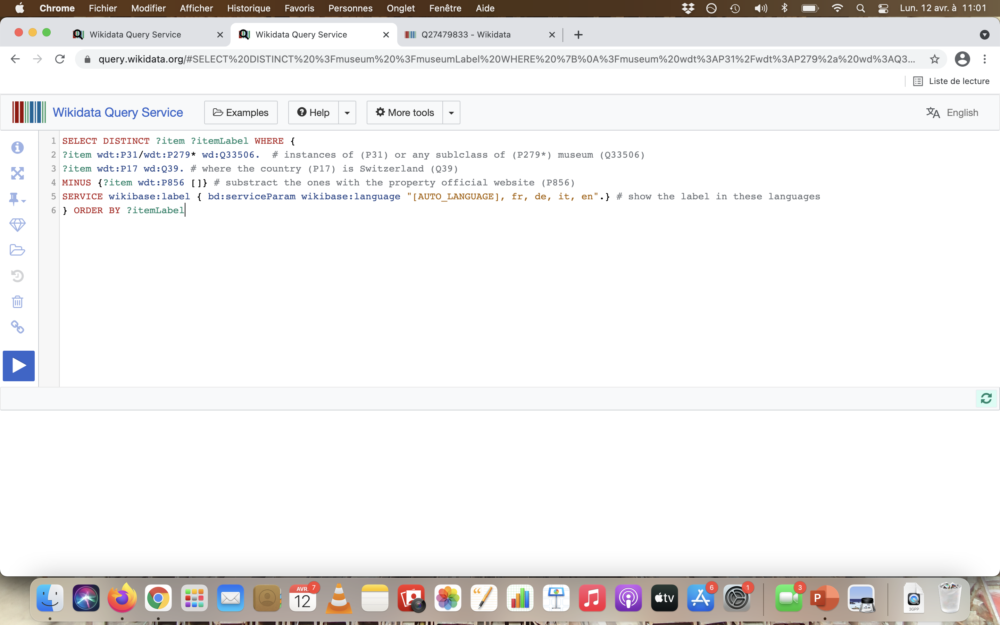 Chrome Fichier Modifier Afficher Historique Favoris Personnes Onglet Fenêtre Aide Lun. 12 avr. à 11:01
Wikidata Query Service Wikidata Query Service Q27479833 - Wikidata
query.wikidata.org/#SELECT%20DISTINCT%20%3Fmuseum%20%3FmuseumLabel%20WHERE%20%7B%0A%3Fmuseum%20wdt%3AP31%2Fwdt%3AP279%2a%20wd%3AQ3...
Liste de lecture
Wikidata Query Service Examples Help More tools English
1 SELECT DISTINCT ?item ?itemLabel WHERE {
2 ?item wdt:P31/wdt:P279* wd:Q33506. # instances of (P31) or any sublclass of (P279*) museum (Q33506)
3 ?item wdt:P17 wd:Q39. # where the country (P17) is Switzerland (Q39)
4 MINUS {?item wdt:P856 []} # substract the ones with the property official website (P856)
5 SERVICE wikibase:label { bd:serviceParam wikibase:language "[AUTO_LANGUAGE], fr, de, it, en".} # show the label in these languages
6 } ORDER BY ?itemLabel
AVR. 7 6 1 3
12 tv P 3GPP